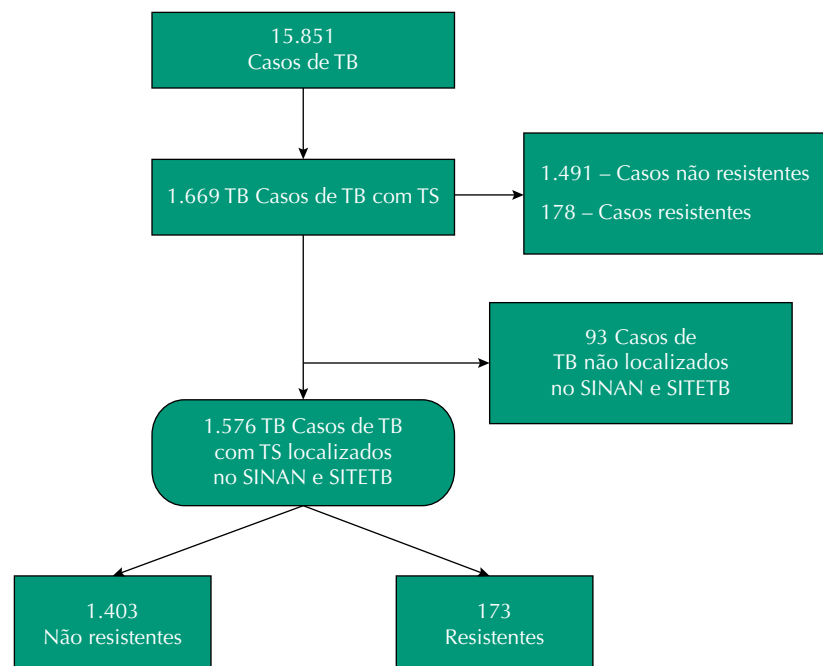 15.851
Casos de TB
1.669 TB Casos de TB com TS
1.491 – Casos não resistentes
178 – Casos resistentes
93 Casos de
TB não localizados
no SINAN e SITETB
1.576 TB Casos de TB
com TS localizados
no SINAN e SITETB
1.403
Não resistentes
173
Resistentes